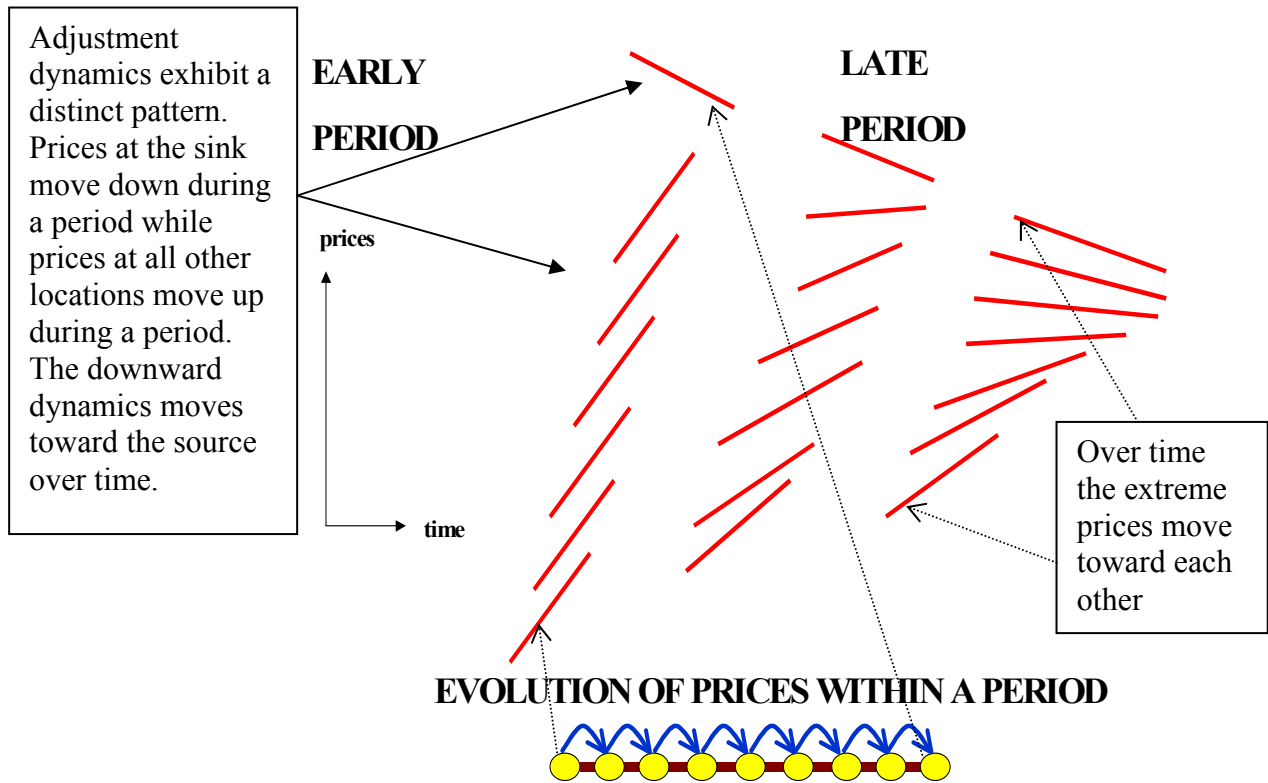 Adjustment
dynamics exhibit a
distinct pattern.
Prices at the sink
move down during
a period while
prices at all other
locations move up
during a period.
The downward
dynamics moves
toward the source
over time.
EARLY
PERIOD
LATE
PERIOD
prices
time
Over time
the extreme
prices move
toward each
other
EVOLUTION OF PRICES WITHIN A PERIOD